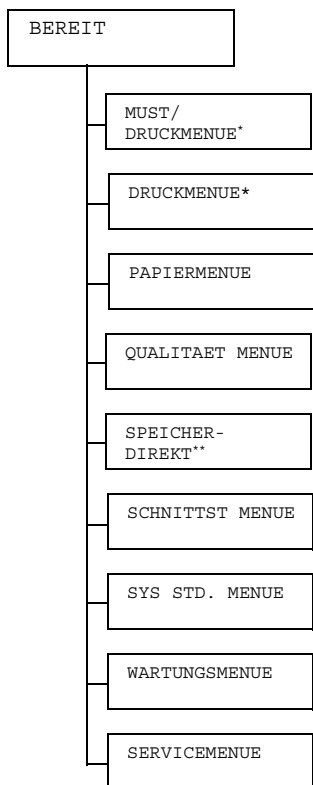 BEREIT
MUST/
DRUCKMENUE*
DRUCKMENUE*
PAPIERMENUE
QUALITAET MENUE
SPEICHER-
DIREKT**
SCHNITTST MENUE
SYS STD. MENUE
WARTUNGSMENUE
SERVICEMENUE